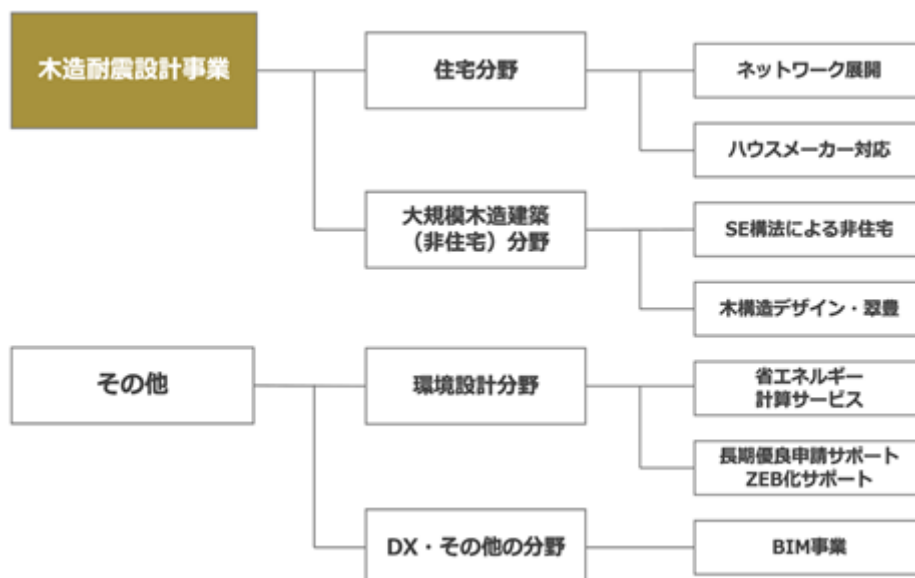 木造耐震設計事業
住宅分野
ネットワーク展開
ハウスメーカー対応
大規模木造建築
（非住宅）分野
SE構法による非住宅
木構造デザイン・翠豊
その他
環境設計分野
省エネルギー
計算サービス
長期優良申請サポート
ZEB化サポート
DX・その他の分野
BIM事業